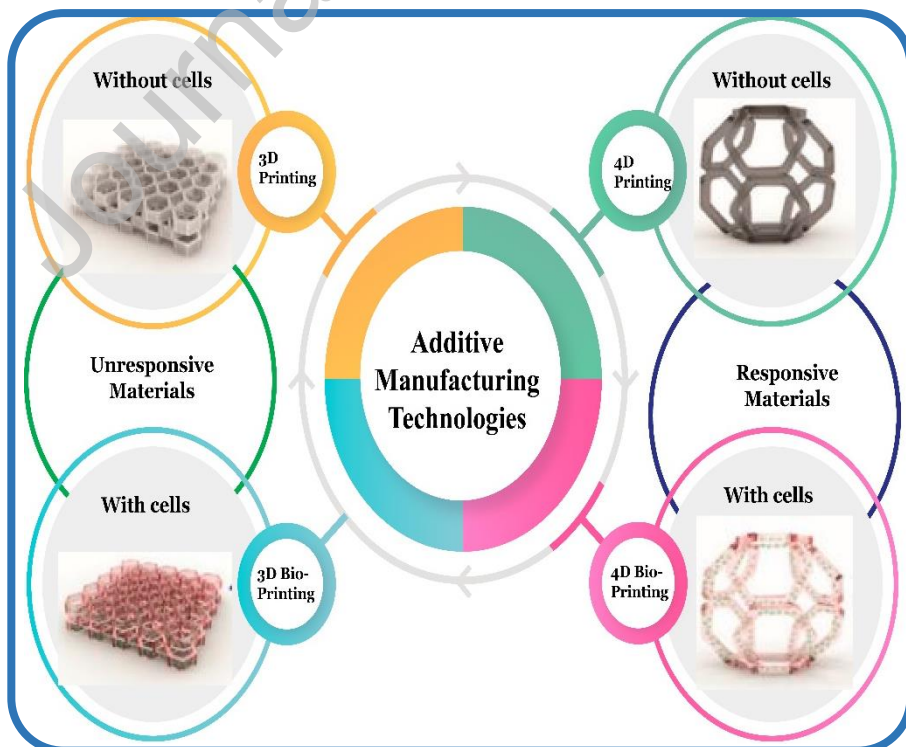 Journa
Without cells
3D
Printing
Unresponsive
Materials
With cells
3D Bio-
Printing
Additive
Manufacturing
Technologies
Without cells
4D
Printing
Responsive
Materials
With cells
4D Bio-
Printing